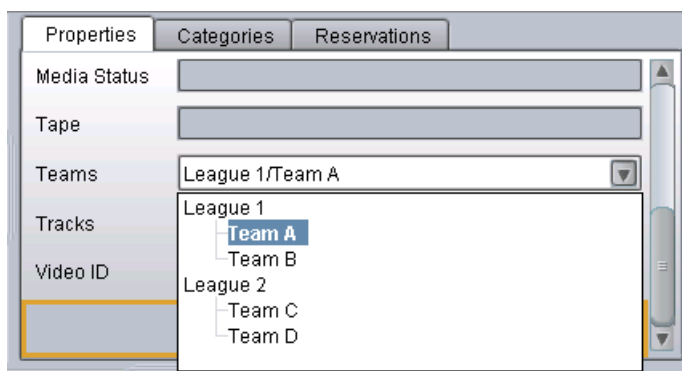 Properties Categories Reservations
Media Status
Tape
Teams League 1/Team A
League 1
Tracks
Team A
Team B
Video ID
League 2
Team C
Team D